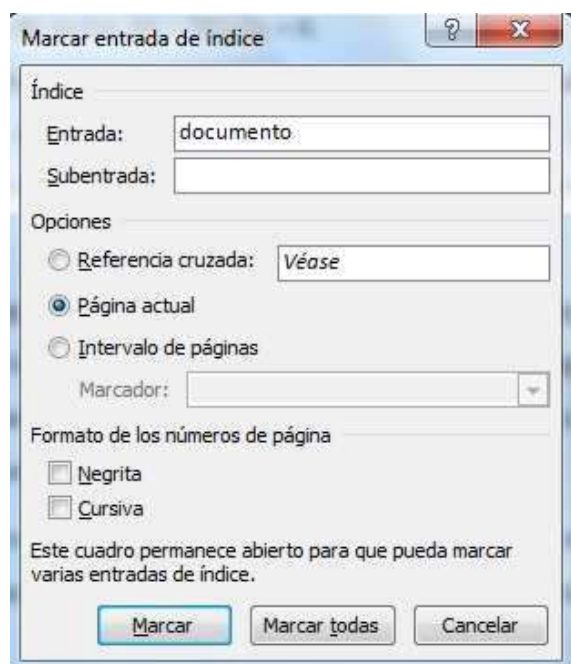 Marcar entrada de índice
Índice
Entrada: documento
Subentrada:
Opciones
Referencia cruzada: Véase
Página actual
Intervalo de páginas
Marcador:
Formato de los números de página
Negrita
Cursiva
Este cuadro permanece abierto para que pueda marcar
varias entradas de índice.
Marcar Marcar todas Cancelar